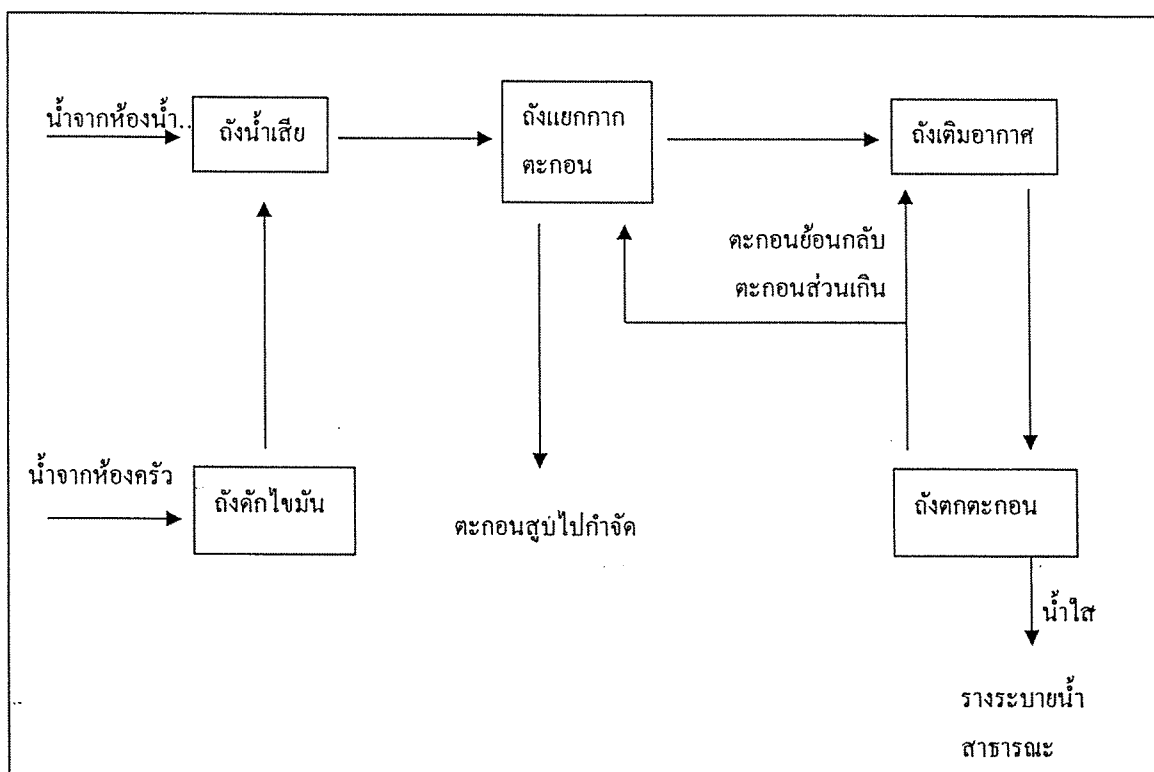 น้ำจากห้องน้ำ..
ถังน้ำเสีย
ถังแยกกาก
ตะกอน
ถังเติมอากาศ
ตะกอนย้อนกลับ
ตะกอนส่วนเกิน
น้ำจากห้องครัว
ถังดักไขมัน
ตะกอนสูบไปกำจัด
ถังตกตะกอน
น้ำใส
รางระบายน้ำ
สาธารณะ